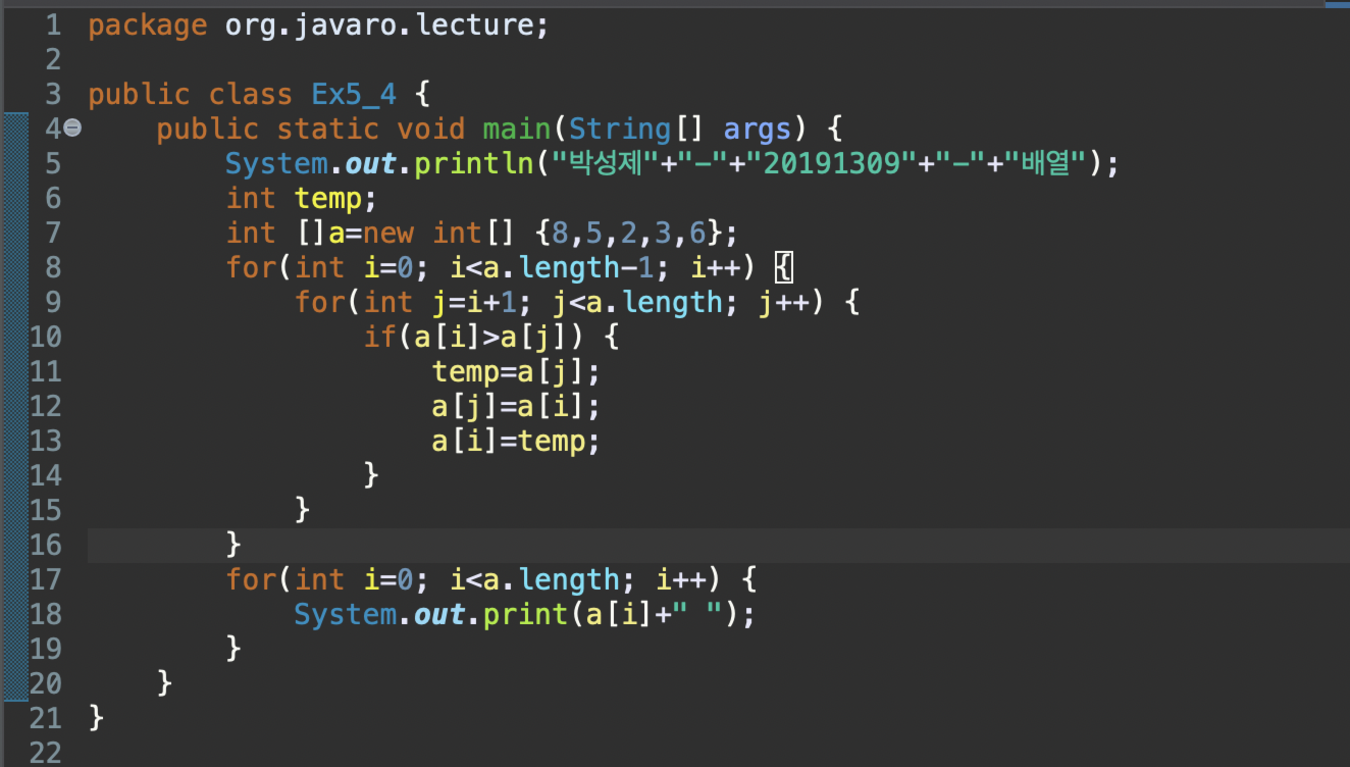 1 package org.javaro.lecture;
2
3 public class Ex5_4 {
4     public static void main(String[] args) {
5         System.out.println("박성제"+"-"+"20191309"+"-"+"배열");
6         int temp;
7         int []a=new int[] {8,5,2,3,6};
8         for(int i=0; i<a.length-1; i++) {
9             for(int j=i+1; j<a.length; j++) {
10                 if(a[i]>a[j]) {
11                     temp=a[j];
12                     a[j]=a[i];
13                     a[i]=temp;
14                 }
15             }
16         }
17         for(int i=0; i<a.length; i++) {
18             System.out.print(a[i]+" ");
19         }
20     }
21 }
22